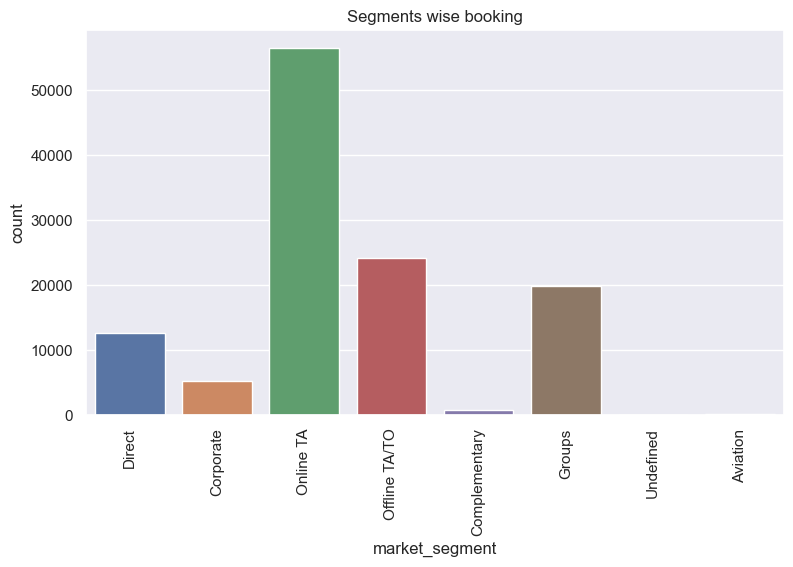 Segments wise booking
50000
40000
30000
20000
10000
0
count
Direct
Corporate
Online TA
Offline TA/TO
Complementary
Groups
Undefined
Aviation
market_segment